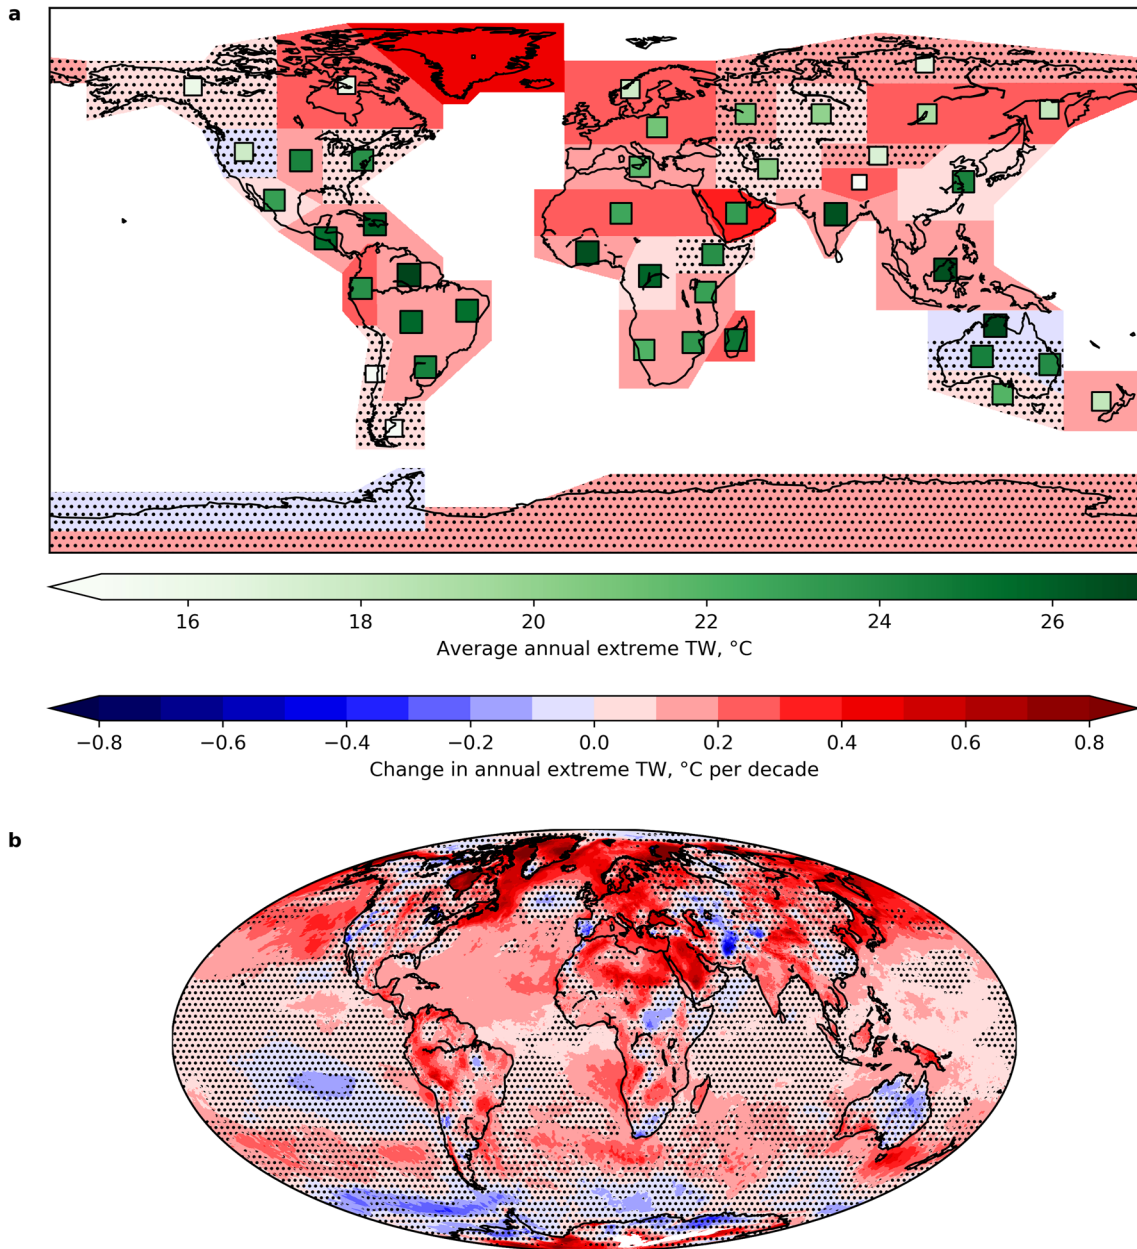 a
16 18 20 22 24 26
Average annual extreme TW, °C
−0.8 −0.6 −0.4 −0.2 0.0 0.2 0.4 0.6 0.8
Change in annual extreme TW, °C per decade
b